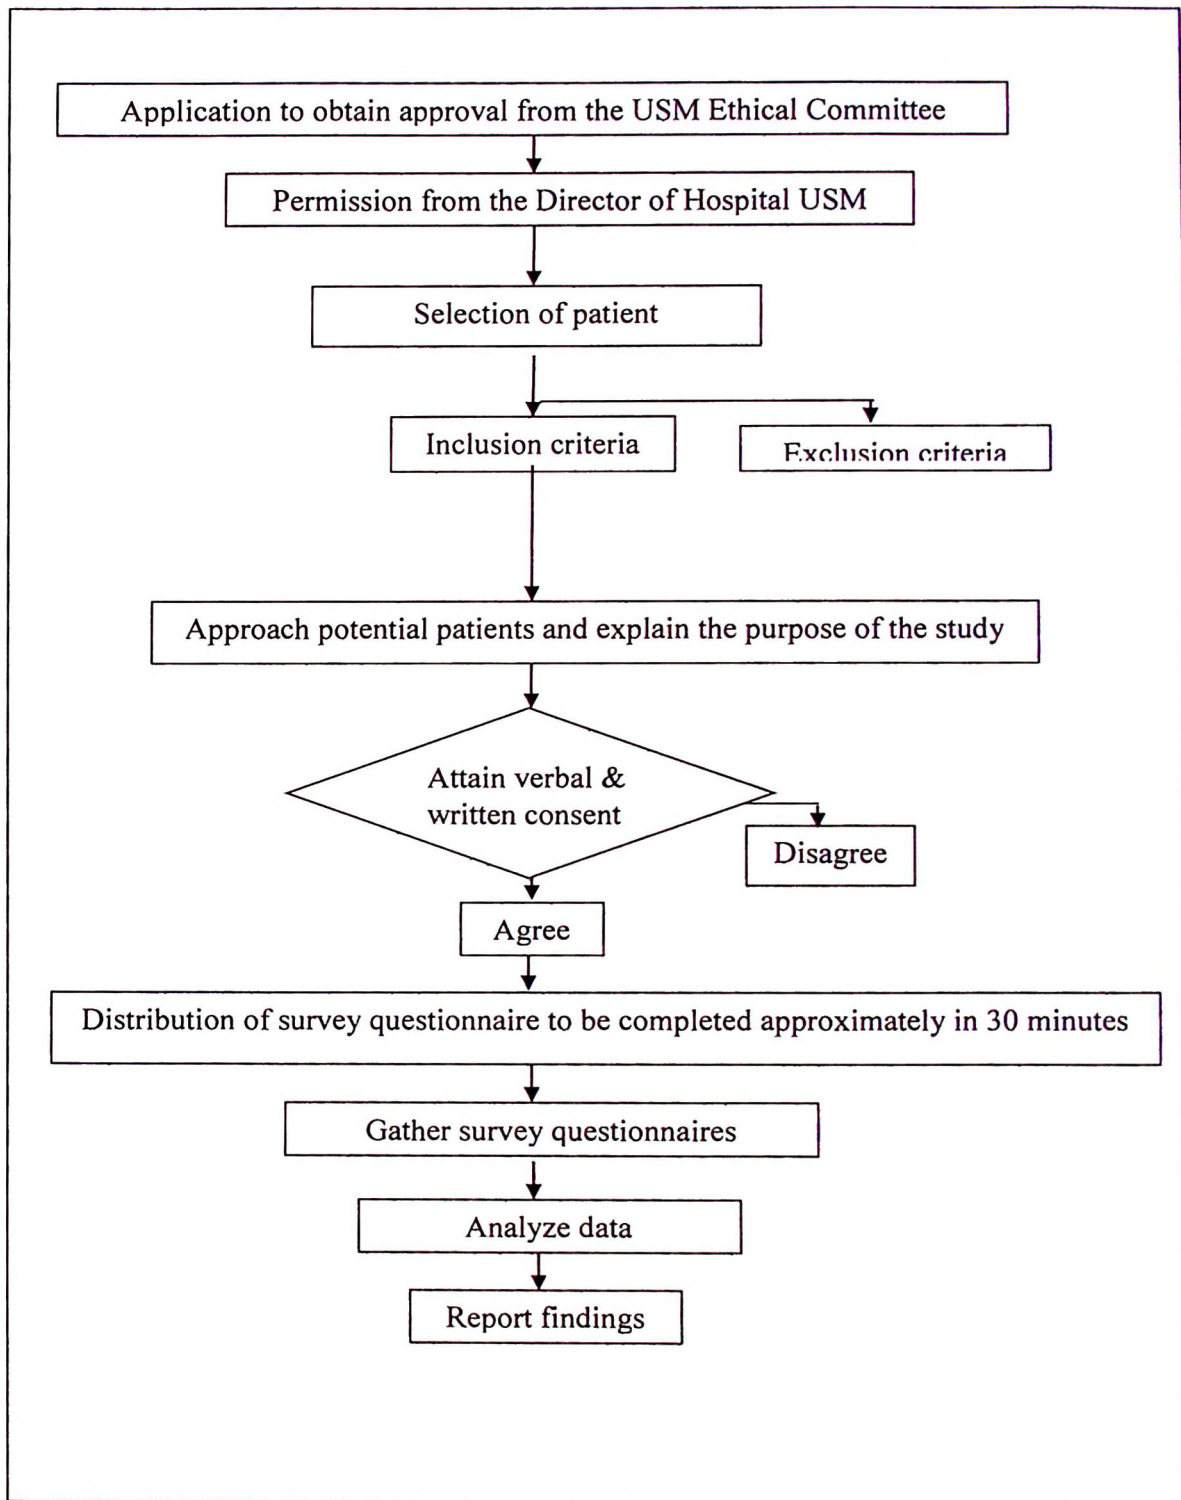 Application to obtain approval from the USM Ethical Committee
Permission from the Director of Hospital USM
Selection of patient
Inclusion criteria
Exclusion criteria
Approach potential patients and explain the purpose of the study
Attain verbal &
written consent
Disagree
Agree
Distribution of survey questionnaire to be completed approximately in 30 minutes
Gather survey questionnaires
Analyze data
Report findings